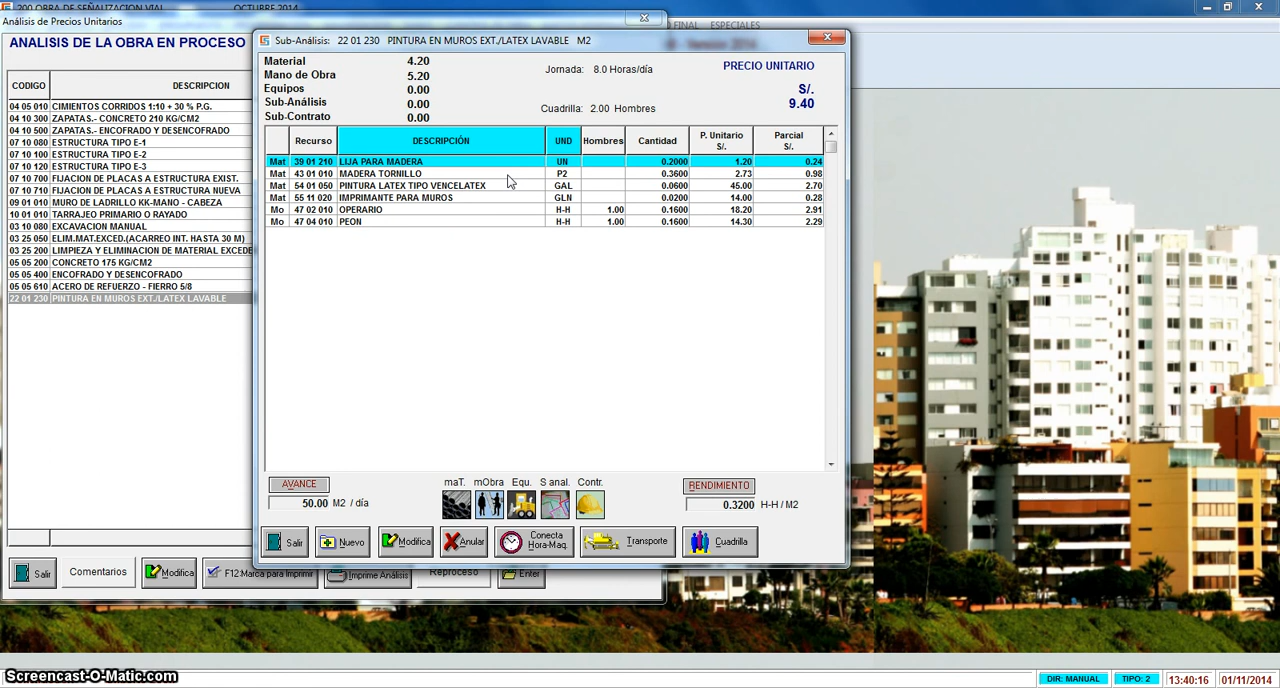 200 OBRA DE SEÑALIZACION VIAL OCTUBRE 2014
Análisis de Precios Unitarios
FINAL ESPECIALES
ANALISIS DE LA OBRA EN PROCESO
CODIGO DESCRIPCION
04 05 010 CIMIENTOS CORRIDOS 1:10 + 30 % P.G.
04 10 300 ZAPATAS.- CONCRETO 210 KG/CM2
04 10 500 ZAPATAS.- ENCOFRADO Y DESENCOFRADO
07 10 080 ESTRUCTURA TIPO E-1
07 10 100 ESTRUCTURA TIPO E-2
07 10 120 ESTRUCTURA TIPO E-3
07 10 700 FIJACION DE PLACAS A ESTRUCTURA EXIST.
07 10 710 FIJACION DE PLACAS A ESTRUCTURA NUEVA
09 01 010 MURO DE LADRILLO KK-MANO - CABEZA
10 01 010 TARRAJEO PRIMARIO O RAYADO
03 10 080 EXCAVACION MANUAL
03 25 050 ELIM.MAT.EXCED.(ACARREO INT. HASTA 30 M)
03 25 200 LIMPIEZA Y ELIMINACION DE MATERIAL EXCEDE
05 05 200 CONCRETO 175 KG/CM2
05 05 400 ENCOFRADO Y DESENCOFRADO
05 05 610 ACERO DE REFUERZO - FIERRO 5/8
22 01 230 PINTURA EN MUROS EXT./LATEX LAVABLE
Salir Comentarios Modifica F12:Marca para Imprimir Imprime Análisis Reproceso Enter
Sub-Análisis: 22 01 230 PINTURA EN MUROS EXT./LATEX LAVABLE M2
Material 4.20
Mano de Obra 5.20
Equipos 0.00
Sub-Análisis 0.00
Sub-Contrato 0.00
Jornada: 8.0 Horas/día
Cuadrilla: 2.00 Hombres
PRECIO UNITARIO
S/.
9.40
Recurso DESCRIPCIÓN UND Hombres Cantidad P. Unitario S/. Parcial S/.
Mat 39 01 210 LIJA PARA MADERA UN 0.2000 1.20 0.24
Mat 43 01 010 MADERA TORNILLO P2 0.3600 2.73 0.98
Mat 54 01 050 PINTURA LATEX TIPO VENCELATEX GAL 0.0600 45.00 2.70
Mat 55 11 020 IMPRIMANTE PARA MUROS GLN 0.0200 14.00 0.28
Mo 47 02 010 OPERARIO H-H 1.00 0.1600 18.20 2.91
Mo 47 04 010 PEON H-H 1.00 0.1600 14.30 2.29
AVANCE
50.00 M2 / día
maT. mObra Equ. S anal. Contr.
RENDIMIENTO
0.3200 H-H / M2
Salir Nuevo Modifica Anular Conecta Hora-Maq. Transporte Cuadrilla
Screencast-O-Matic.com
DIR: MANUAL TIPO: 2 13:40:16 01/11/2014